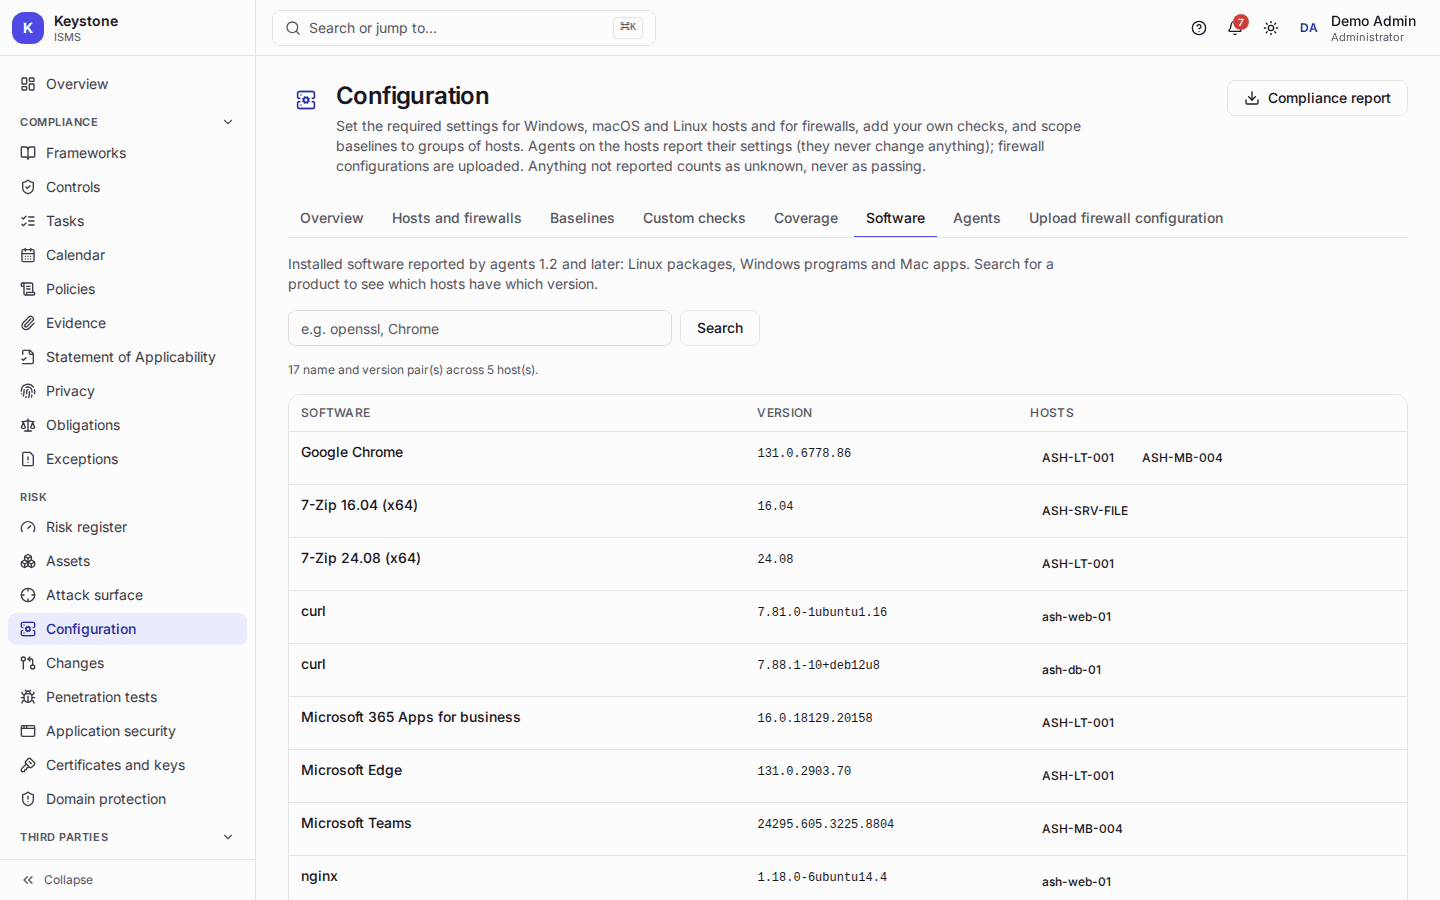 K
Keystone
ISMS
Search or jump to...
⌘K
7
DA
Demo Admin
Administrator
Overview
COMPLIANCE
Frameworks
Controls
Tasks
Calendar
Policies
Evidence
Statement of Applicability
Privacy
Obligations
Exceptions
RISK
Risk register
Assets
Attack surface
Configuration
Changes
Penetration tests
Application security
Certificates and keys
Domain protection
THIRD PARTIES
Collapse
Configuration
Compliance report
Set the required settings for Windows, macOS and Linux hosts and for firewalls, add your own checks, and scope
baselines to groups of hosts. Agents on the hosts report their settings (they never change anything); firewall
configurations are uploaded. Anything not reported counts as unknown, never as passing.
Overview Hosts and firewalls Baselines Custom checks Coverage Software Agents Upload firewall configuration
Installed software reported by agents 1.2 and later: Linux packages, Windows programs and Mac apps. Search for a
product to see which hosts have which version.
e.g. openssl, Chrome
Search
17 name and version pair(s) across 5 host(s).
SOFTWARE VERSION HOSTS
Google Chrome 131.0.6778.86 ASH-LT-001 ASH-MB-004
7-Zip 16.04 (x64) 16.04 ASH-SRV-FILE
7-Zip 24.08 (x64) 24.08 ASH-LT-001
curl 7.81.0-1ubuntu1.16 ash-web-01
curl 7.88.1-10+deb12u8 ash-db-01
Microsoft 365 Apps for business 16.0.18129.20158 ASH-LT-001
Microsoft Edge 131.0.2903.70 ASH-LT-001
Microsoft Teams 24295.605.3225.8804 ASH-MB-004
nginx 1.18.0-6ubuntu14.4 ash-web-01